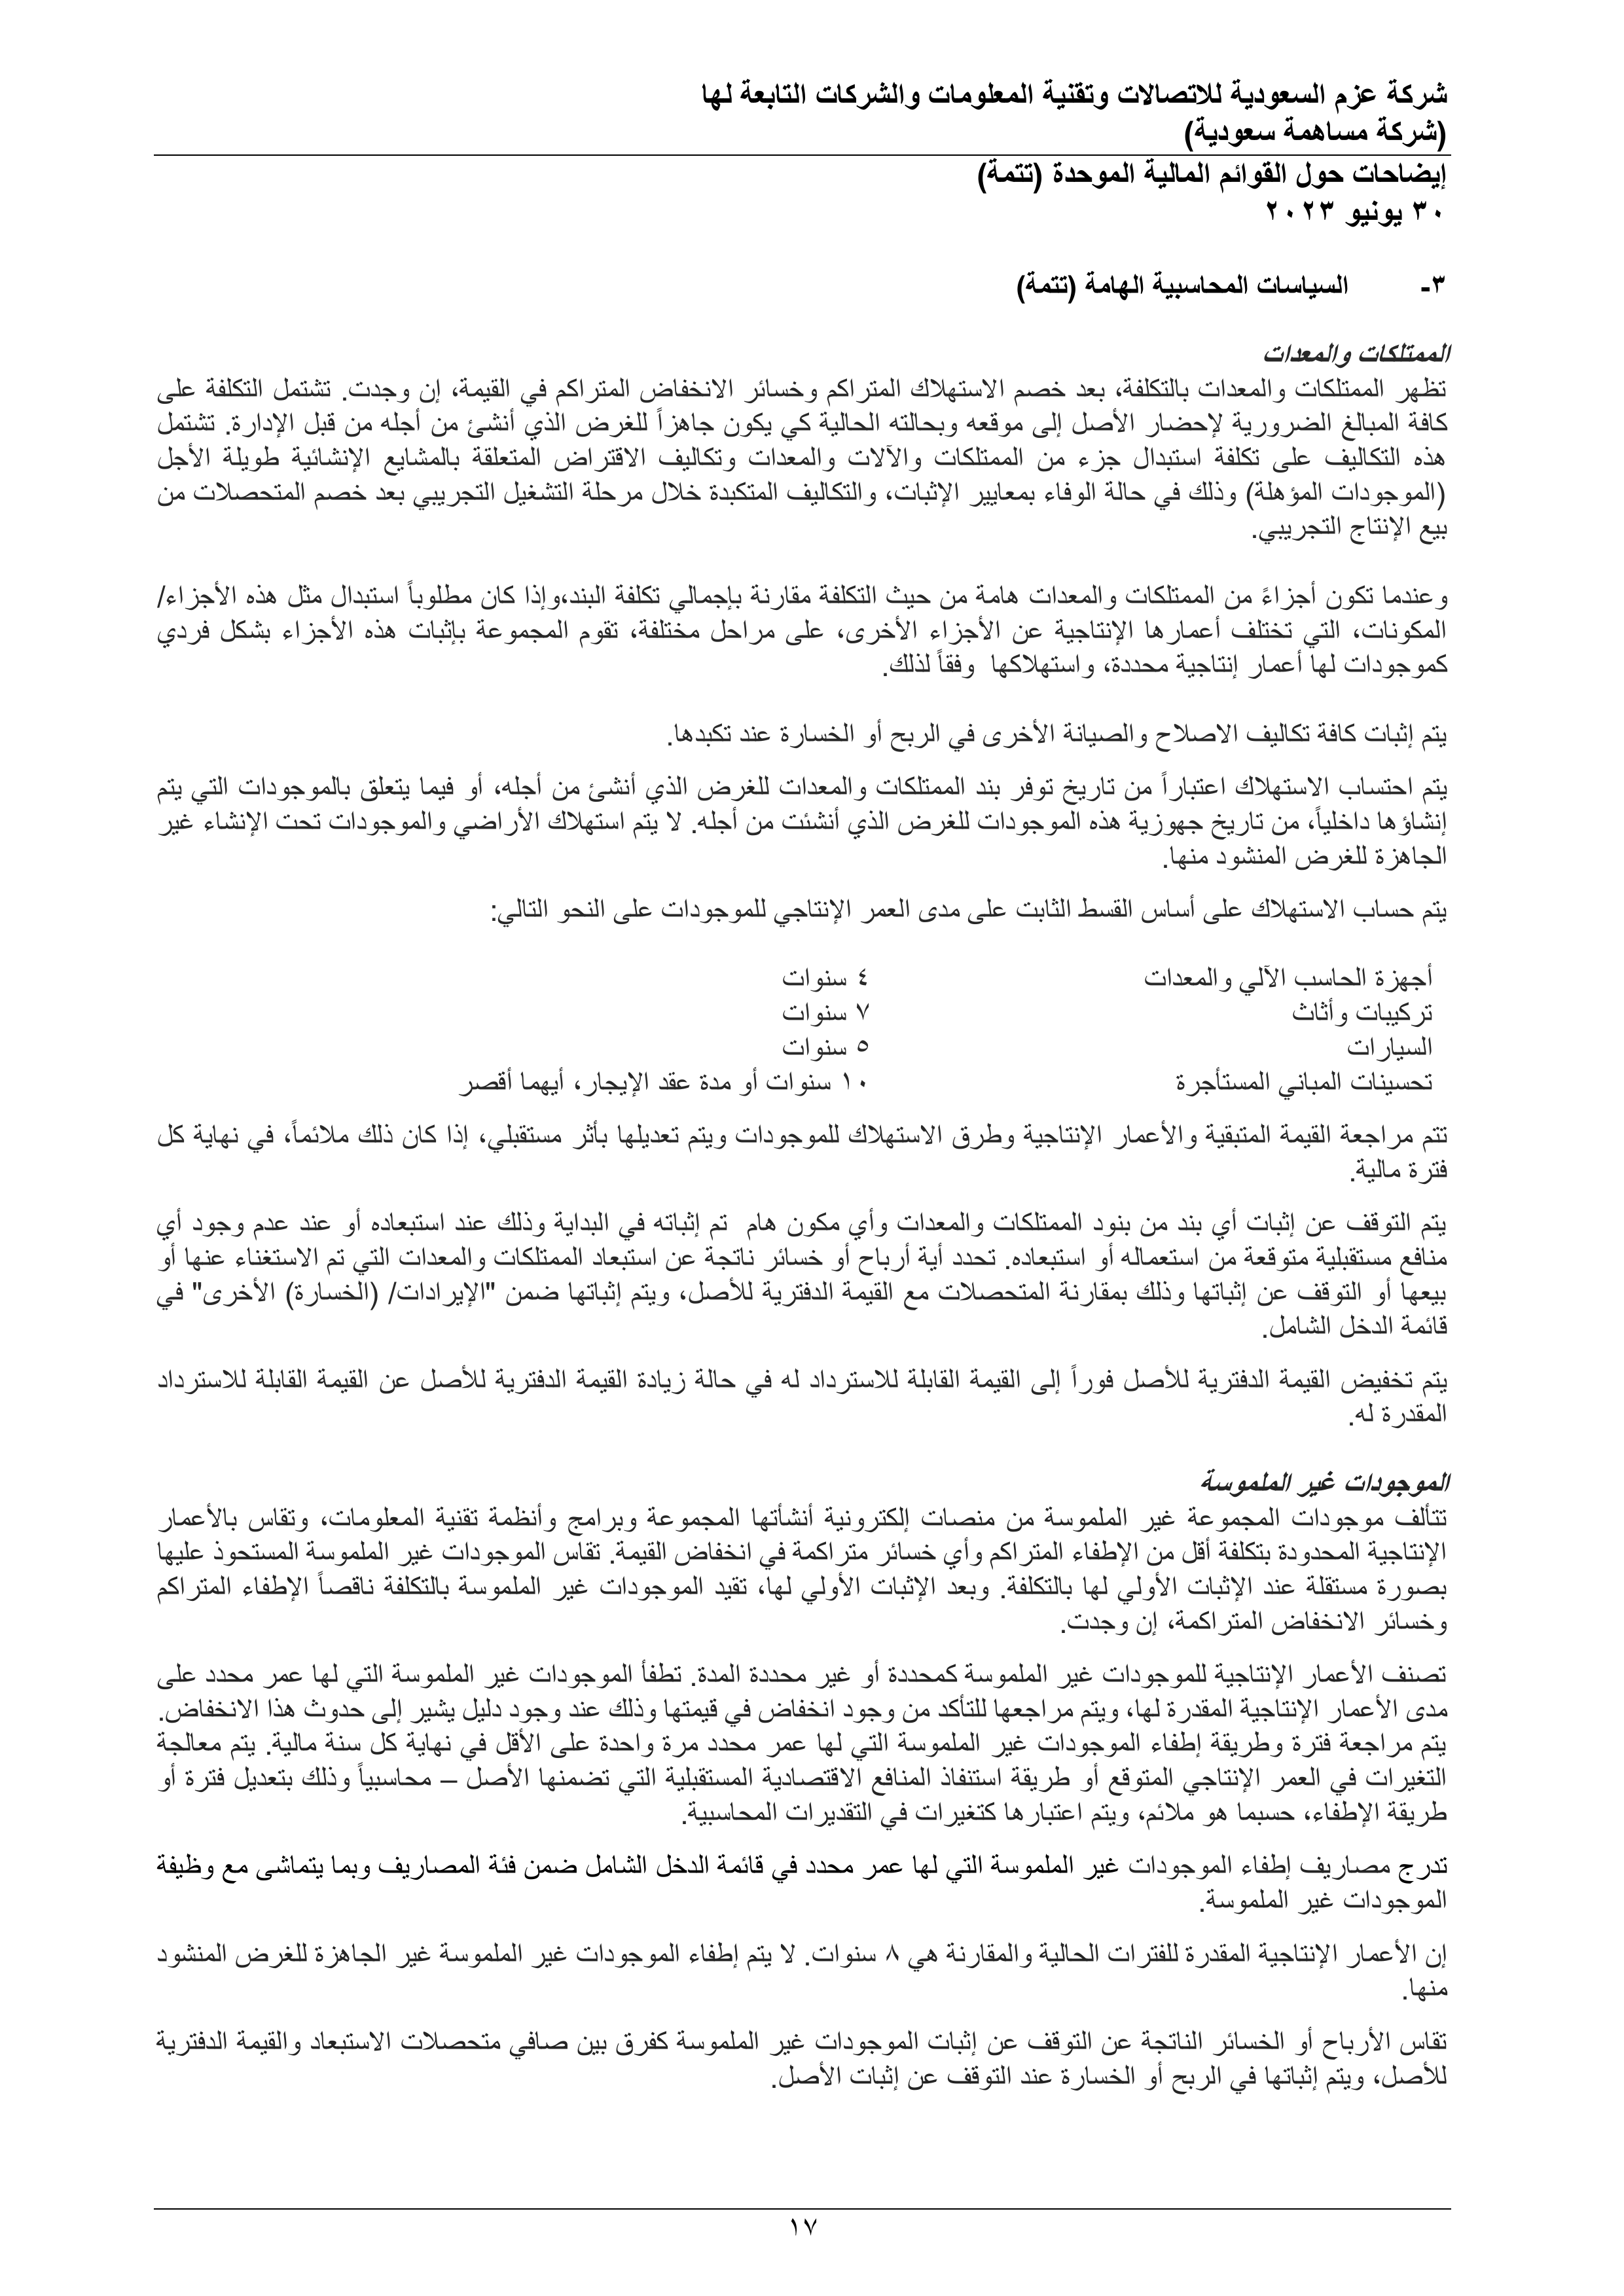 شركة عزم السعودية للاتصالات وتقنية المعلومات والشركات التابعة لها
(شركة مساهمة سعودية)
إيضاحات حول القوائم المالية الموحدة (تتمة)
٣٠ يونيو ٢٠٢٣
٣- السياسات المحاسبية الهامة (تتمة)
الممتلكات والمعدات
تظهر الممتلكات والمعدات بالتكلفة، بعد خصم الاستهلاك المتراكم وخسائر الانخفاض المتراكم في القيمة، إن وجدت. تشتمل التكلفة على
كافة المبالغ الضرورية لإحضار الأصل إلى موقعه وبحالته الحالية كي يكون جاهزاً للغرض الذي أنشئ من أجله من قبل الإدارة. تشتمل
هذه التكاليف على تكلفة استبدال جزء من الممتلكات والآلات والمعدات وتكاليف الاقتراض المتعلقة بالمشايع الإنشائية طويلة الأجل
(الموجودات المؤهلة) وذلك في حالة الوفاء بمعايير الإثبات، والتكاليف المتكبدة خلال مرحلة التشغيل التجريبي بعد خصم المتحصلات من
بيع الإنتاج التجريبي.
وعندما تكون أجزاءً من الممتلكات والمعدات هامة من حيث التكلفة مقارنة بإجمالي تكلفة البند،وإذا كان مطلوباً استبدال مثل هذه الأجزاء/
المكونات، التي تختلف أعمارها الإنتاجية عن الأجزاء الأخرى، على مراحل مختلفة، تقوم المجموعة بإثبات هذه الأجزاء بشكل فردي
كموجودات لها أعمار إنتاجية محددة، واستهلاكها وفقاً لذلك.
يتم إثبات كافة تكاليف الاصلاح والصيانة الأخرى في الربح أو الخسارة عند تكبدها.
يتم احتساب الاستهلاك اعتباراً من تاريخ توفر بند الممتلكات والمعدات للغرض الذي أنشئ من أجله، أو فيما يتعلق بالموجودات التي يتم
إنشاؤها داخلياً، من تاريخ جهوزية هذه الموجودات للغرض الذي أنشئت من أجله. لا يتم استهلاك الأراضي والموجودات تحت الإنشاء غير
الجاهزة للغرض المنشود منها.
يتم حساب الاستهلاك على أساس القسط الثابت على مدى العمر الإنتاجي للموجودات على النحو التالي:
أجهزة الحاسب الآلي والمعدات ٤ سنوات
تركيبات وأثاث ٧ سنوات
السيارات ٥ سنوات
تحسينات المباني المستأجرة ١٠ سنوات أو مدة عقد الإيجار، أيهما أقصر
تتم مراجعة القيمة المتبقية والأعمار الإنتاجية وطرق الاستهلاك للموجودات ويتم تعديلها بأثر مستقبلي، إذا كان ذلك ملائماً، في نهاية كل
فترة مالية.
يتم التوقف عن إثبات أي بند من بنود الممتلكات والمعدات وأي مكون هام تم إثباته في البداية وذلك عند استبعاده أو عند عدم وجود أي
منافع مستقبلية متوقعة من استعماله أو استبعاده. تحدد أية أرباح أو خسائر ناتجة عن استبعاد الممتلكات والمعدات التي تم الاستغناء عنها أو
بيعها أو التوقف عن إثباتها وذلك بمقارنة المتحصلات مع القيمة الدفترية للأصل، ويتم إثباتها ضمن "الإيرادات/ (الخسارة) الأخرى" في
قائمة الدخل الشامل.
يتم تخفيض القيمة الدفترية للأصل فوراً إلى القيمة القابلة للاسترداد له في حالة زيادة القيمة الدفترية للأصل عن القيمة القابلة للاسترداد
المقدرة له.
الموجودات غير الملموسة
تتألف موجودات المجموعة غير الملموسة من منصات إلكترونية أنشأتها المجموعة وبرامج وأنظمة تقنية المعلومات، وتقاس بالأعمار
الإنتاجية المحدودة بتكلفة أقل من الإطفاء المتراكم وأي خسائر متراكمة في انخفاض القيمة. تقاس الموجودات غير الملموسة المستحوذ عليها
بصورة مستقلة عند الإثبات الأولي لها بالتكلفة. وبعد الإثبات الأولي لها، تقيد الموجودات غير الملموسة بالتكلفة ناقصاً الإطفاء المتراكم
وخسائر الانخفاض المتراكمة، إن وجدت.
تصنف الأعمار الإنتاجية للموجودات غير الملموسة كمحددة أو غير محددة المدة. تطفأ الموجودات غير الملموسة التي لها عمر محدد على
مدى الأعمار الإنتاجية المقدرة لها، ويتم مراجعها للتأكد من وجود انخفاض في قيمتها وذلك عند وجود دليل يشير إلى حدوث هذا الانخفاض.
يتم مراجعة فترة وطريقة إطفاء الموجودات غير الملموسة التي لها عمر محدد مرة واحدة على الأقل في نهاية كل سنة مالية. يتم معالجة
التغيرات في العمر الإنتاجي المتوقع أو طريقة استنفاذ المنافع الاقتصادية المستقبلية التي تضمنها الأصل – محاسبياً وذلك بتعديل فترة أو
طريقة الإطفاء، حسبما هو ملائم، ويتم اعتبارها كتغيرات في التقديرات المحاسبية.
تدرج مصاريف إطفاء الموجودات غير الملموسة التي لها عمر محدد في قائمة الدخل الشامل ضمن فئة المصاريف وبما يتماشى مع وظيفة
الموجودات غير الملموسة.
إن الأعمار الإنتاجية المقدرة للفترات الحالية والمقارنة هي ٨ سنوات. لا يتم إطفاء الموجودات غير الملموسة غير الجاهزة للغرض المنشود
منها.
تقاس الأرباح أو الخسائر الناتجة عن التوقف عن إثبات الموجودات غير الملموسة كفرق بين صافي متحصلات الاستبعاد والقيمة الدفترية
للأصل، ويتم إثباتها في الربح أو الخسارة عند التوقف عن إثبات الأصل.
١٧